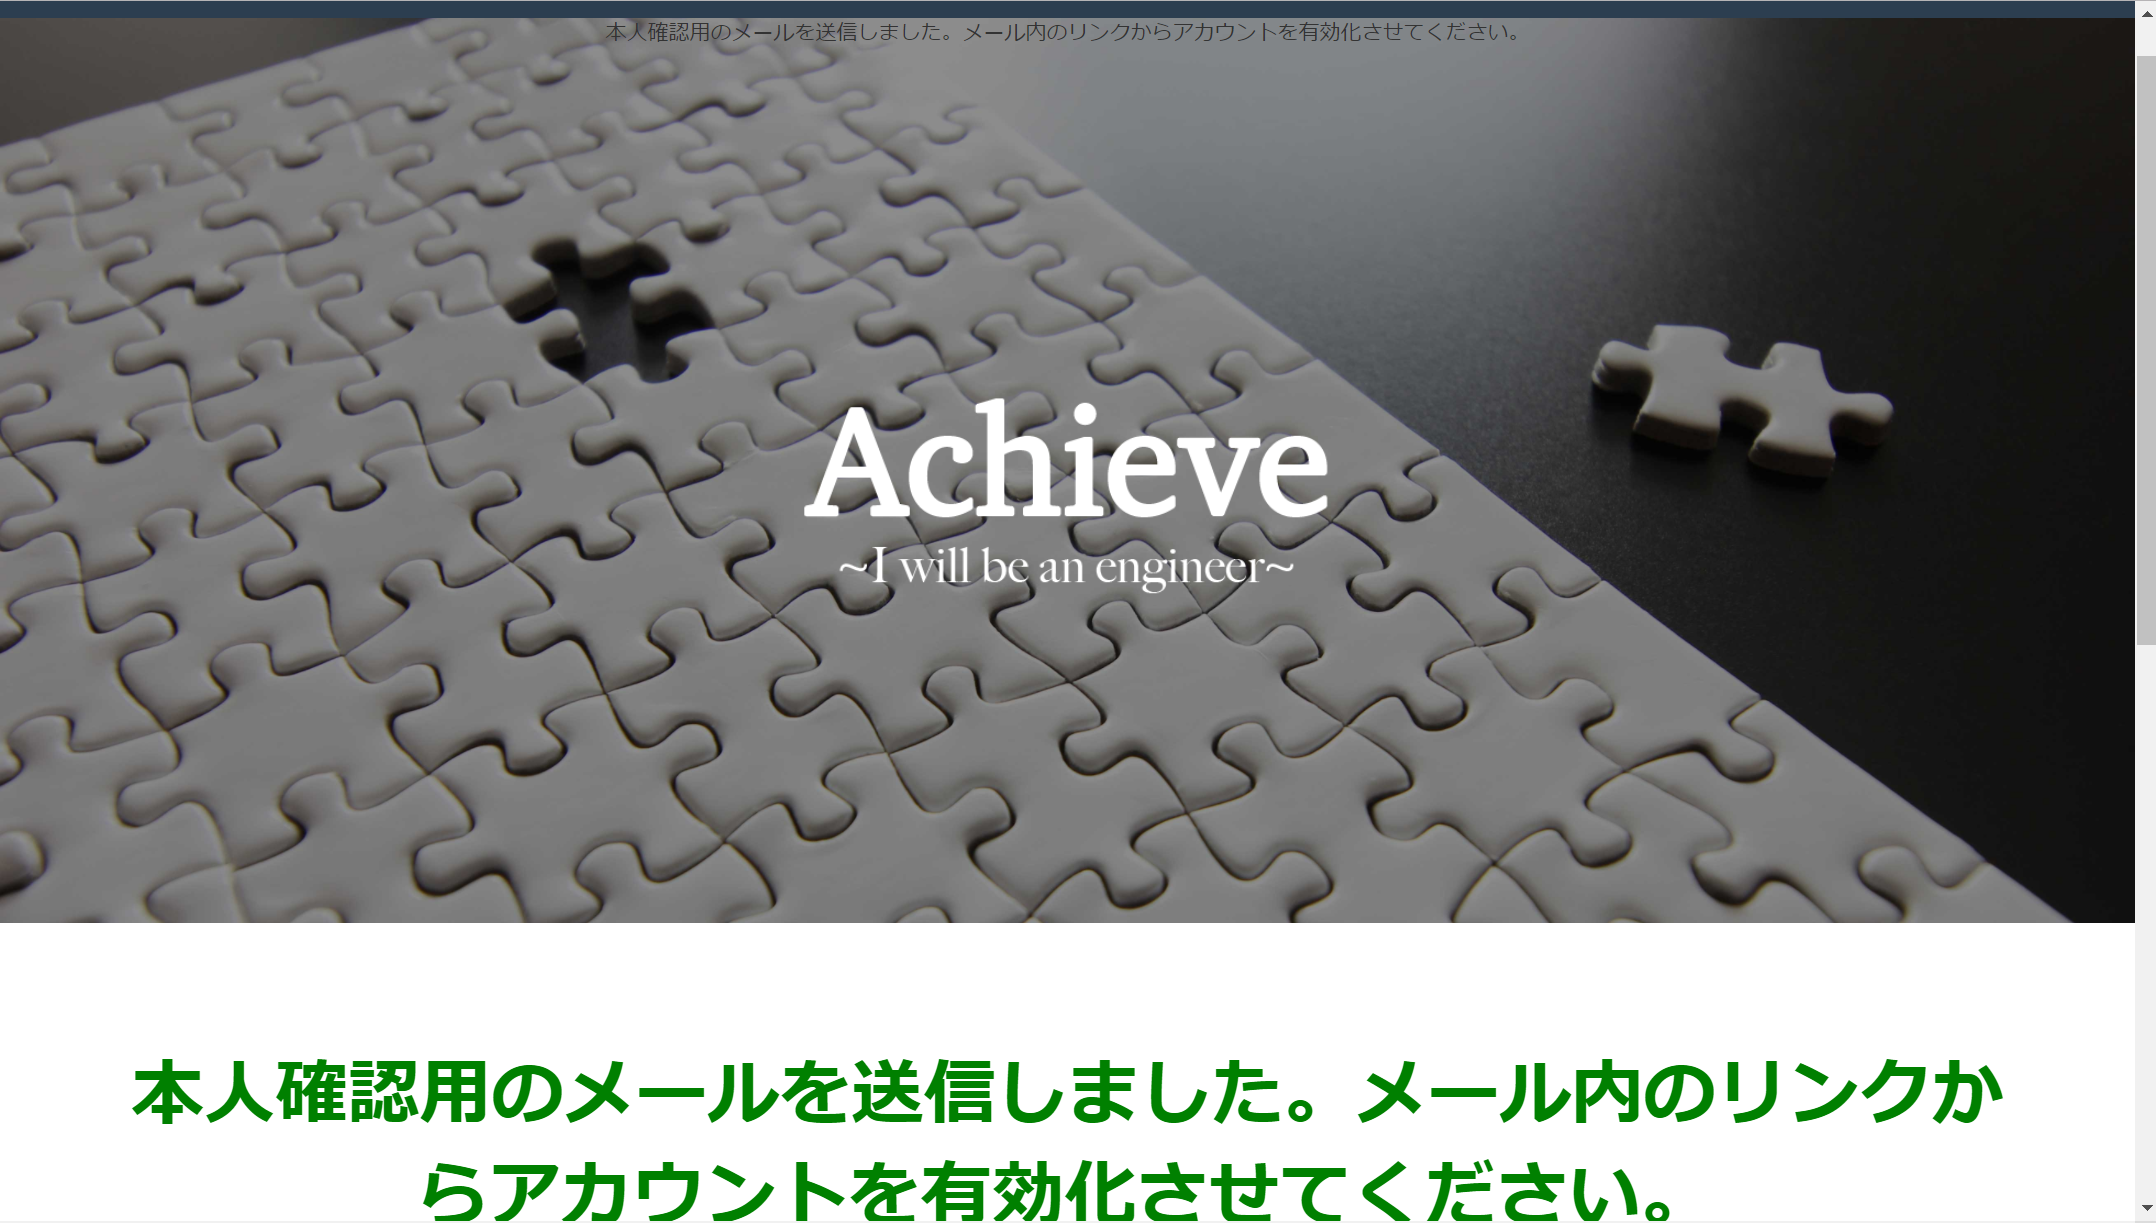 本人確認用のメールを送信しました。メール内のリンクからアカウントを有効化させてください。
Achieve
~I will be an engineer~
本人確認用のメールを送信しました。メール内のリンクか
らアカウントを有効化させてください。